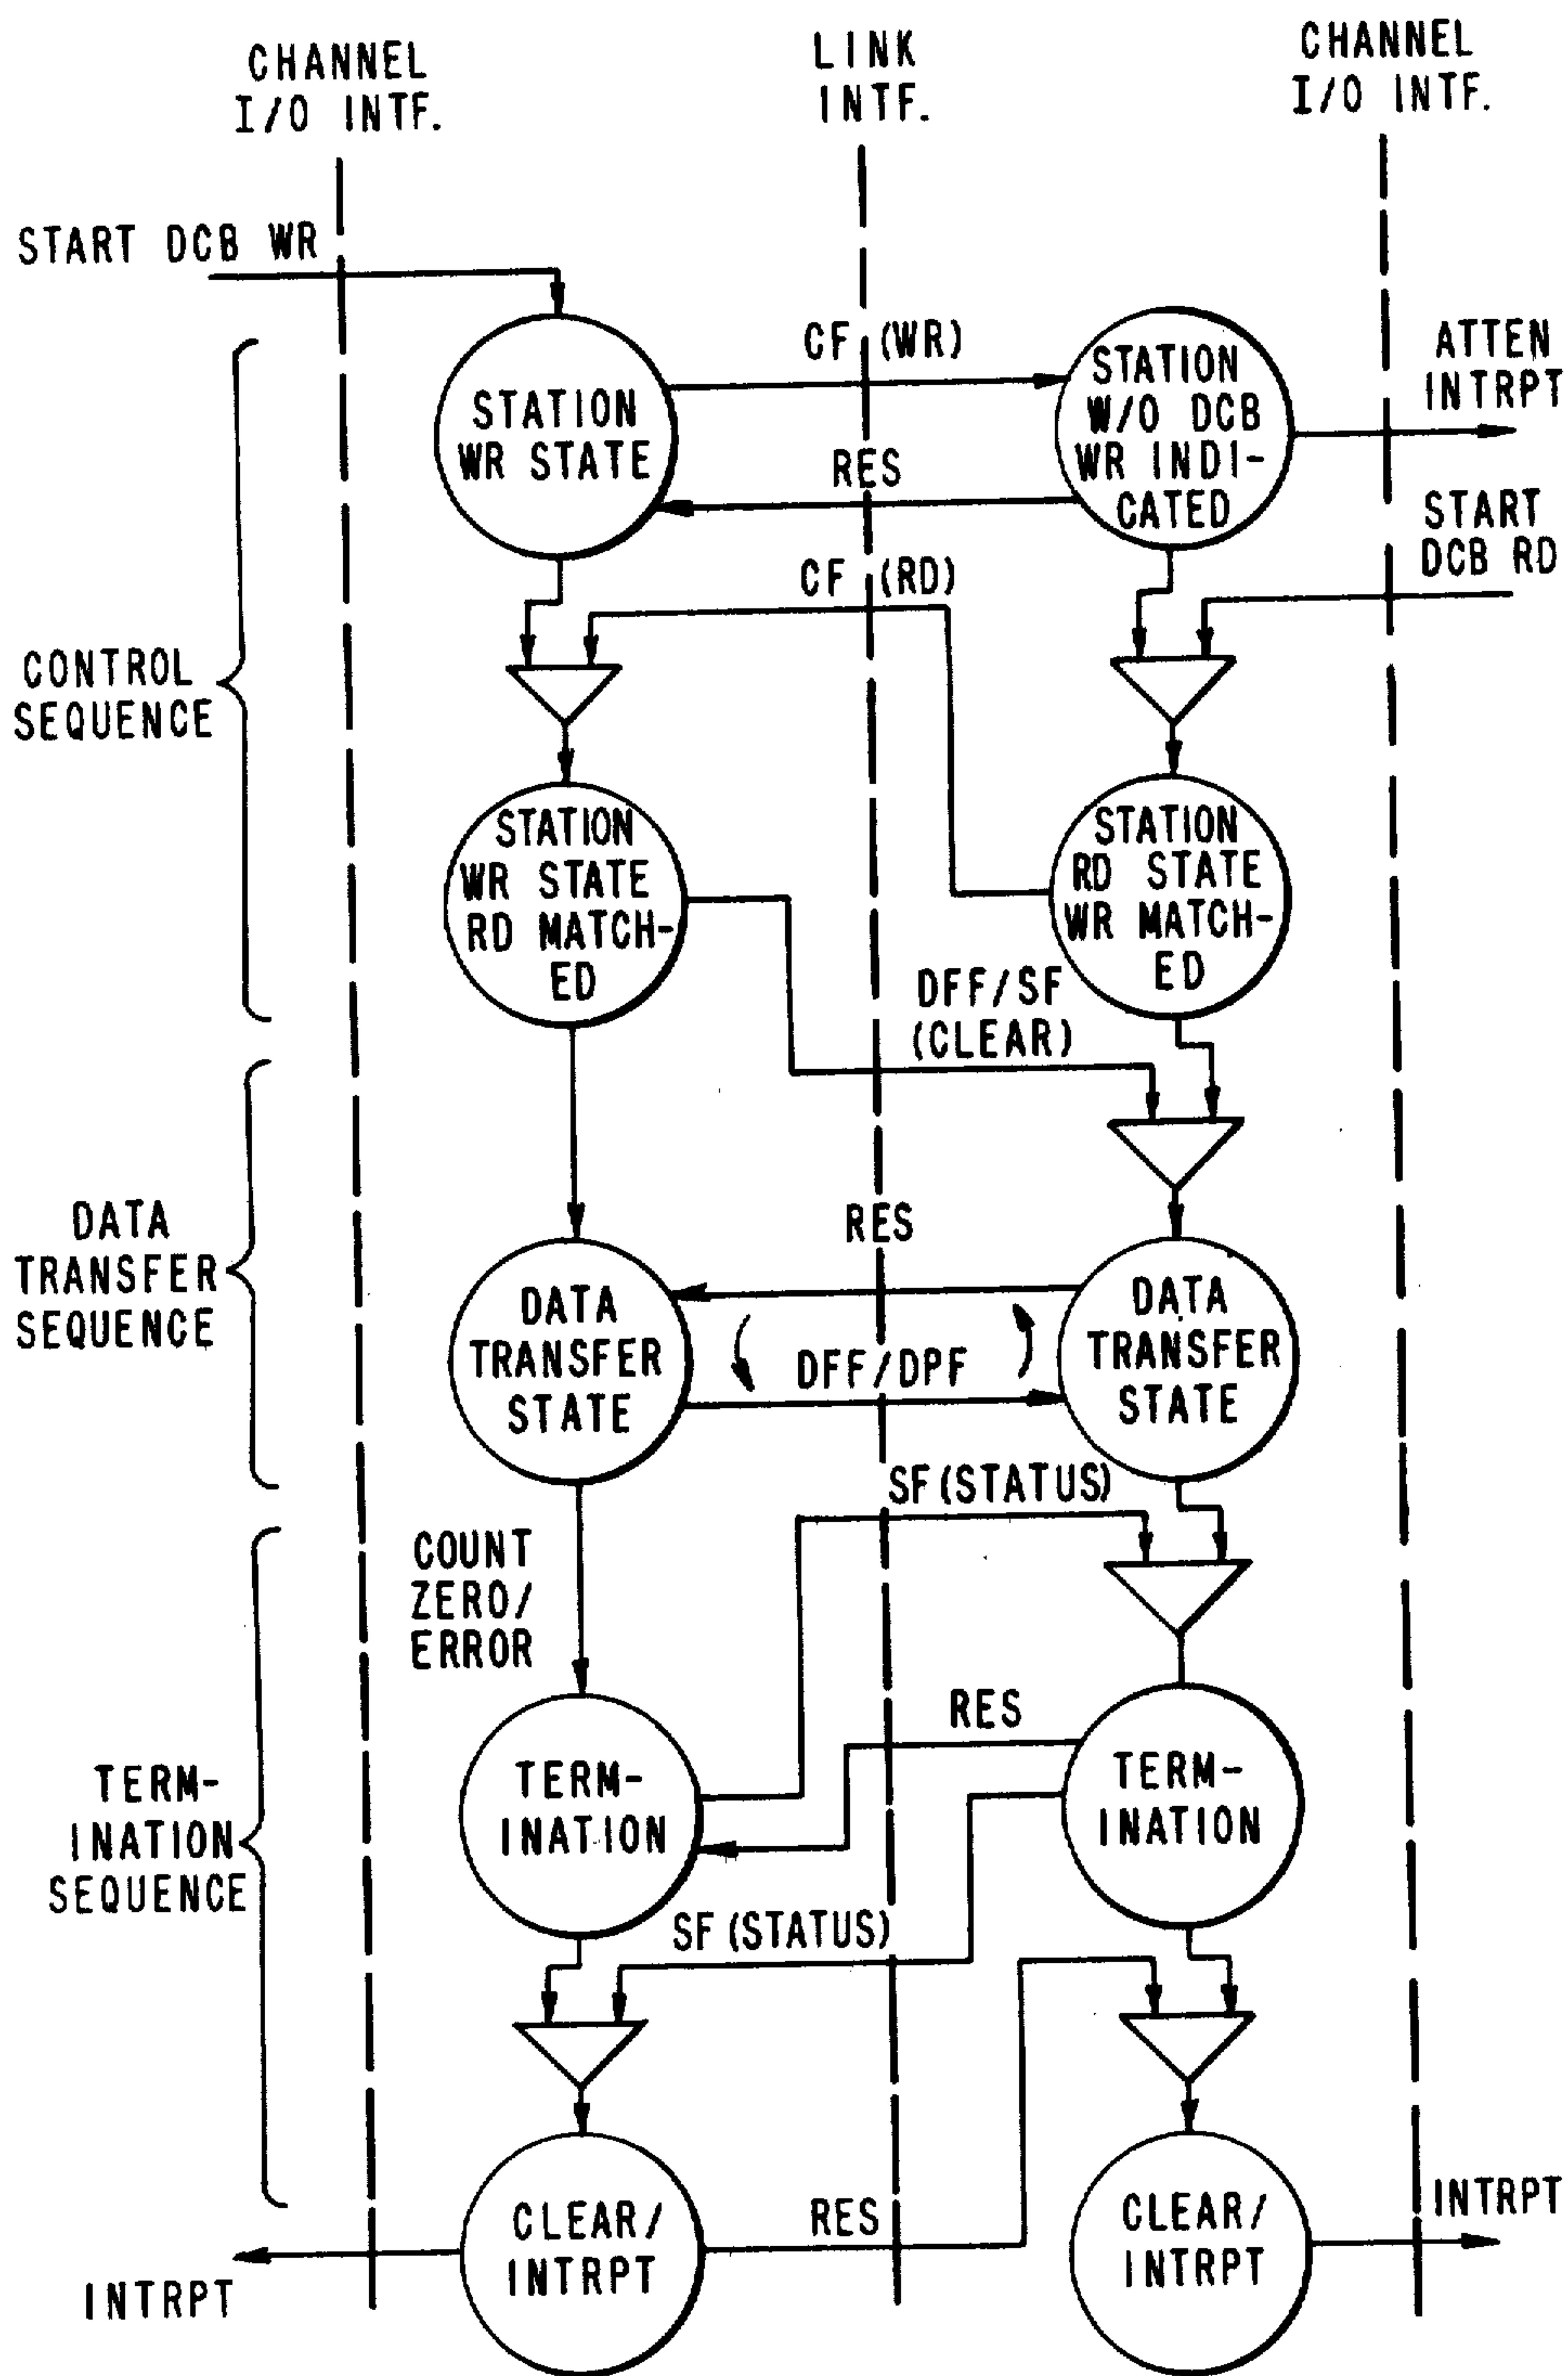 CHANNEL
I/O INTF.
LINK
INTF.
CHANNEL
I/O INTF.
START DCB WR
CF (WR)
STATION
WR STATE
STATION
W/O DCB
WR INDI-
CATED
ATTEN
INTRPT
RES
START
DCB RD
CF (RD)
CONTROL
SEQUENCE
STATION
WR STATE
RD MATCH-
ED
STATION
RD STATE
WR MATCH-
ED
DFF/SF
(CLEAR)
DATA
TRANSFER
SEQUENCE
RES
DATA
TRANSFER
STATE
DFF/DPF
DATA
TRANSFER
STATE
SF(STATUS)
COUNT
ZERO/
ERROR
RES
TERM-
INATION
SEQUENCE
TERM-
INATION
TERM-
INATION
SF(STATUS)
CLEAR/
INTRPT
RES
CLEAR/
INTRPT
INTRPT
INTRPT